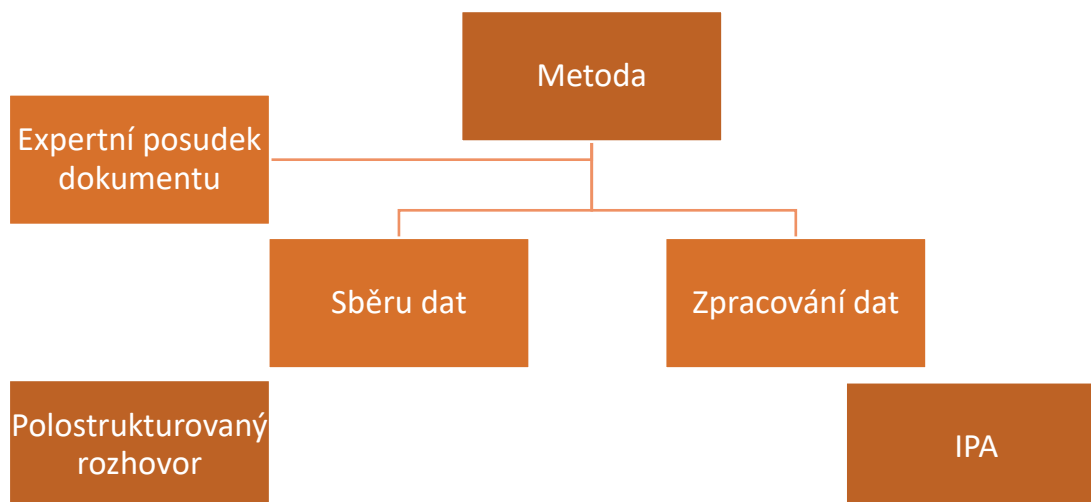 Metoda
Expertní posudek
dokumentu
Sběru dat
Zpracování dat
Polostrukturovaný
rozhovor
IPA